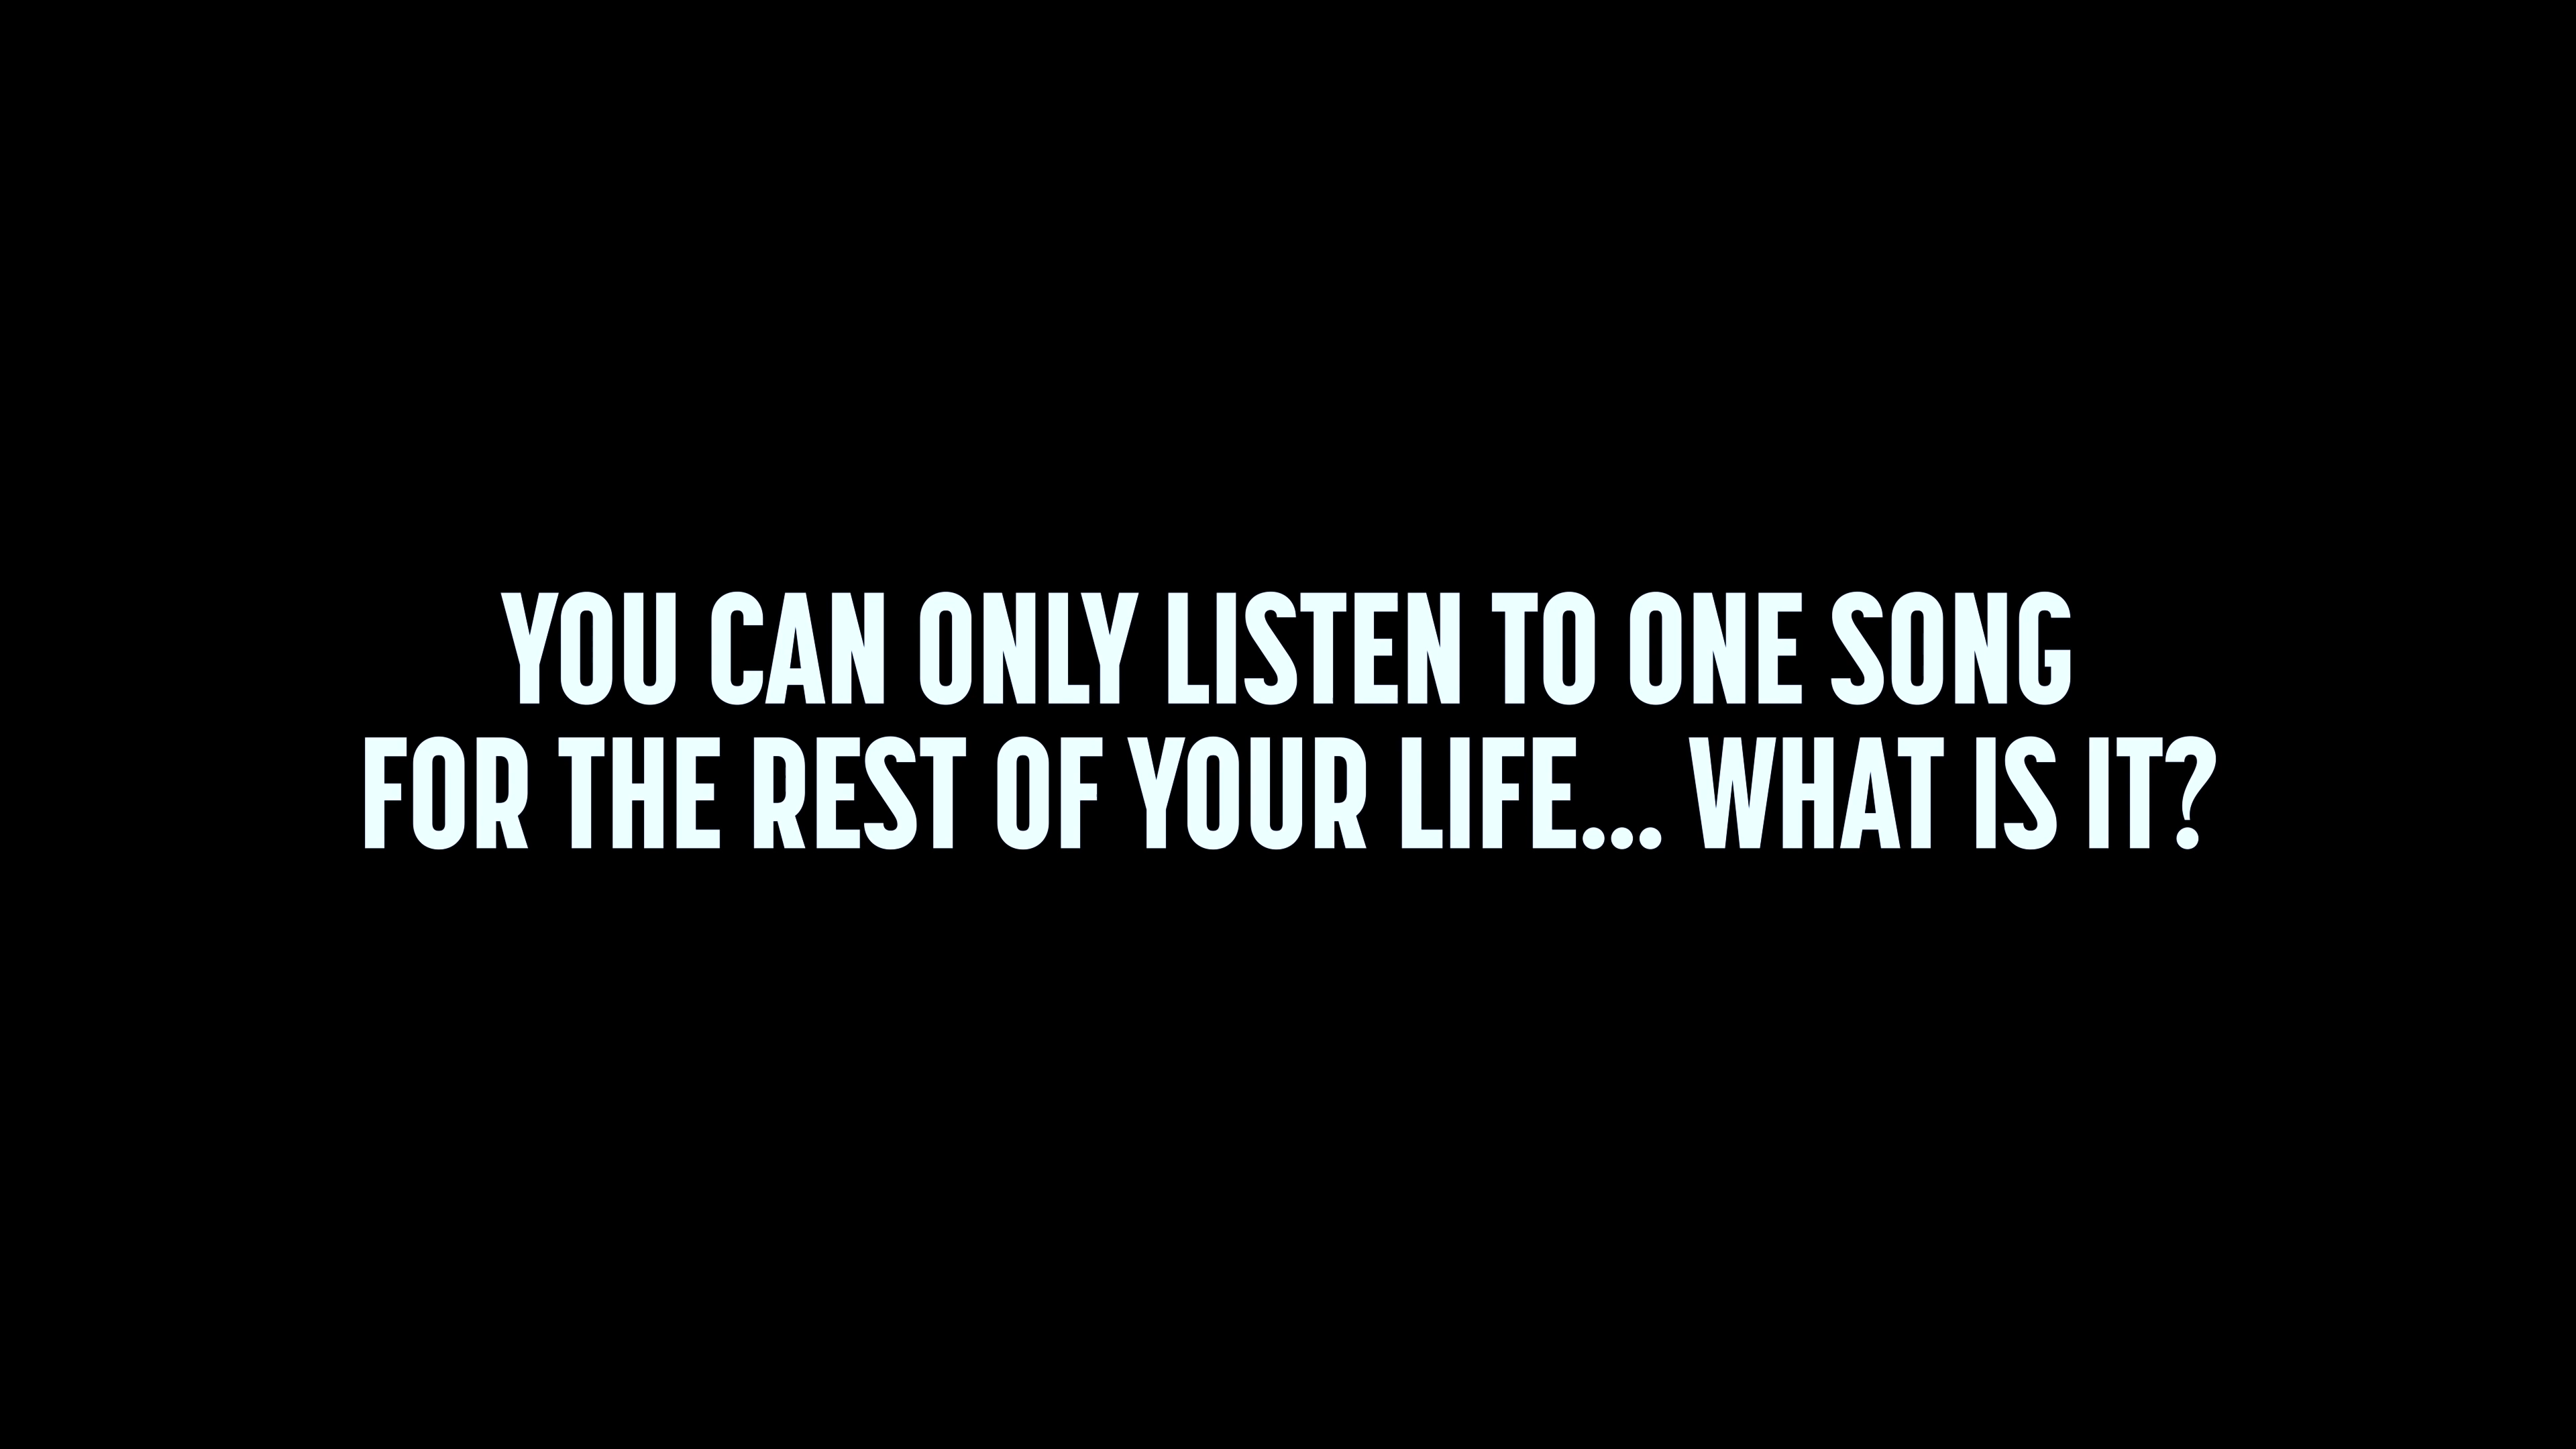 YOU CAN ONLY LISTEN TO ONE SONG
FOR THE REST OF YOUR LIFE... WHAT IS IT?